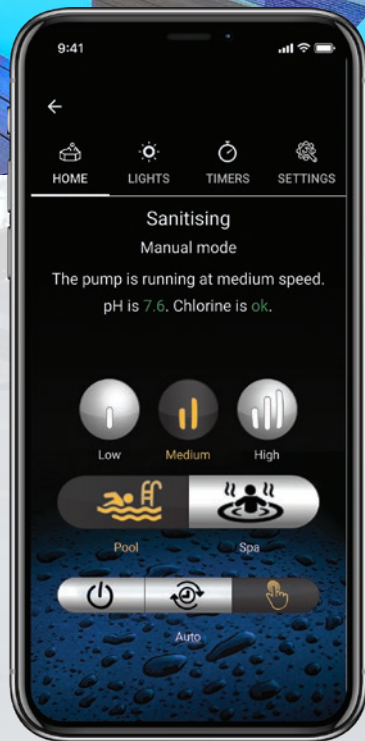 9:41
HOME LIGHTS TIMERS SETTINGS
Sanitising
Manual mode
The pump is running at medium speed.
pH is 7.6. Chlorine is ok.
Low Medium High
Pool Spa
Auto